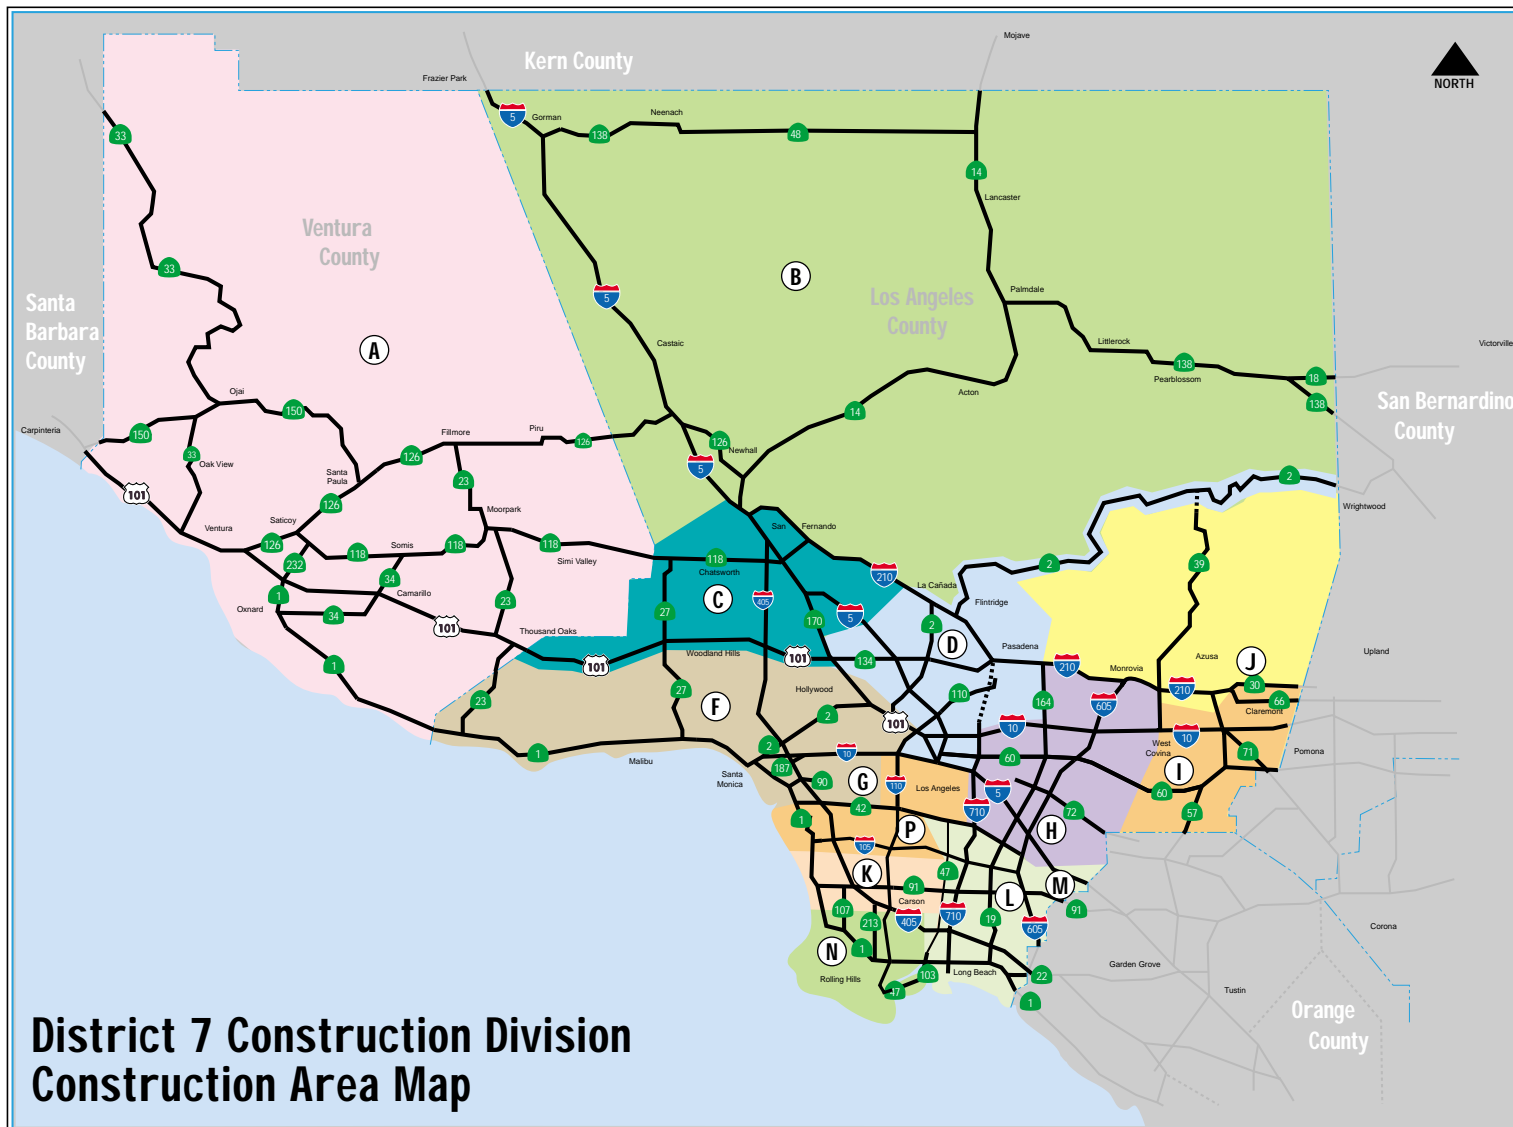 Kern County
Mojave
NORTH
Frazier Park
5
Gorman
138
Neenach
48
33
14
Lancaster
Ventura
County
33
B
Los Angeles
County
5
Palmdale
Santa
Barbara
County
A
Castaic
Littlerock
138
Pearblossom
18
138
Victorville
San Bernardino
County
Ojai
150
Acton
14
Carpinteria
150
33
Oak View
126
Fillmore
Piru
126
126
Newhall
5
Santa
Paula
23
101
126
Moorpark
2
Wrightwood
Ventura
Saticoy
126
232
118
Somis
118
118
Simi Valley
San
Fernando
118
Chatsworth
210
2
39
34
Camarillo
1
Oxnard
34
101
23
C
405
27
170
5
La Cañada
Flintridge
2
D
Thousand Oaks
1
101
Woodland Hills
101
134
Pasadena
210
Monrovia
Azusa
J
Upland
210
30
66
Claremont
23
27
F
Hollywood
2
101
110
164
605
10
West
Covina
10
71
Pomona
1
Malibu
2
10
187
90
Santa
Monica
G
110
Los Angeles
60
5
710
I
60
57
72
H
42
1
P
105
K
91
Carson
47
L
M
91
107
213
405
710
19
605
Corona
N
1
Rolling Hills
103
47
Long Beach
22
1
Garden Grove
Tustin
Orange
County
District 7 Construction Division
Construction Area Map